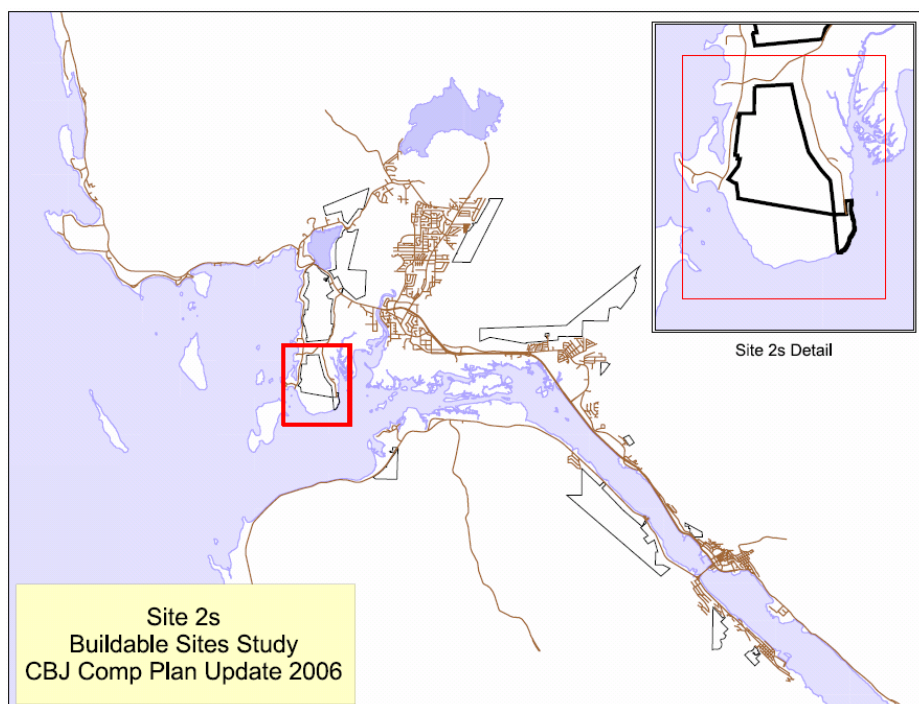 Site 2s Detail
Site 2s
Buildable Sites Study
CBJ Comp Plan Update 2006